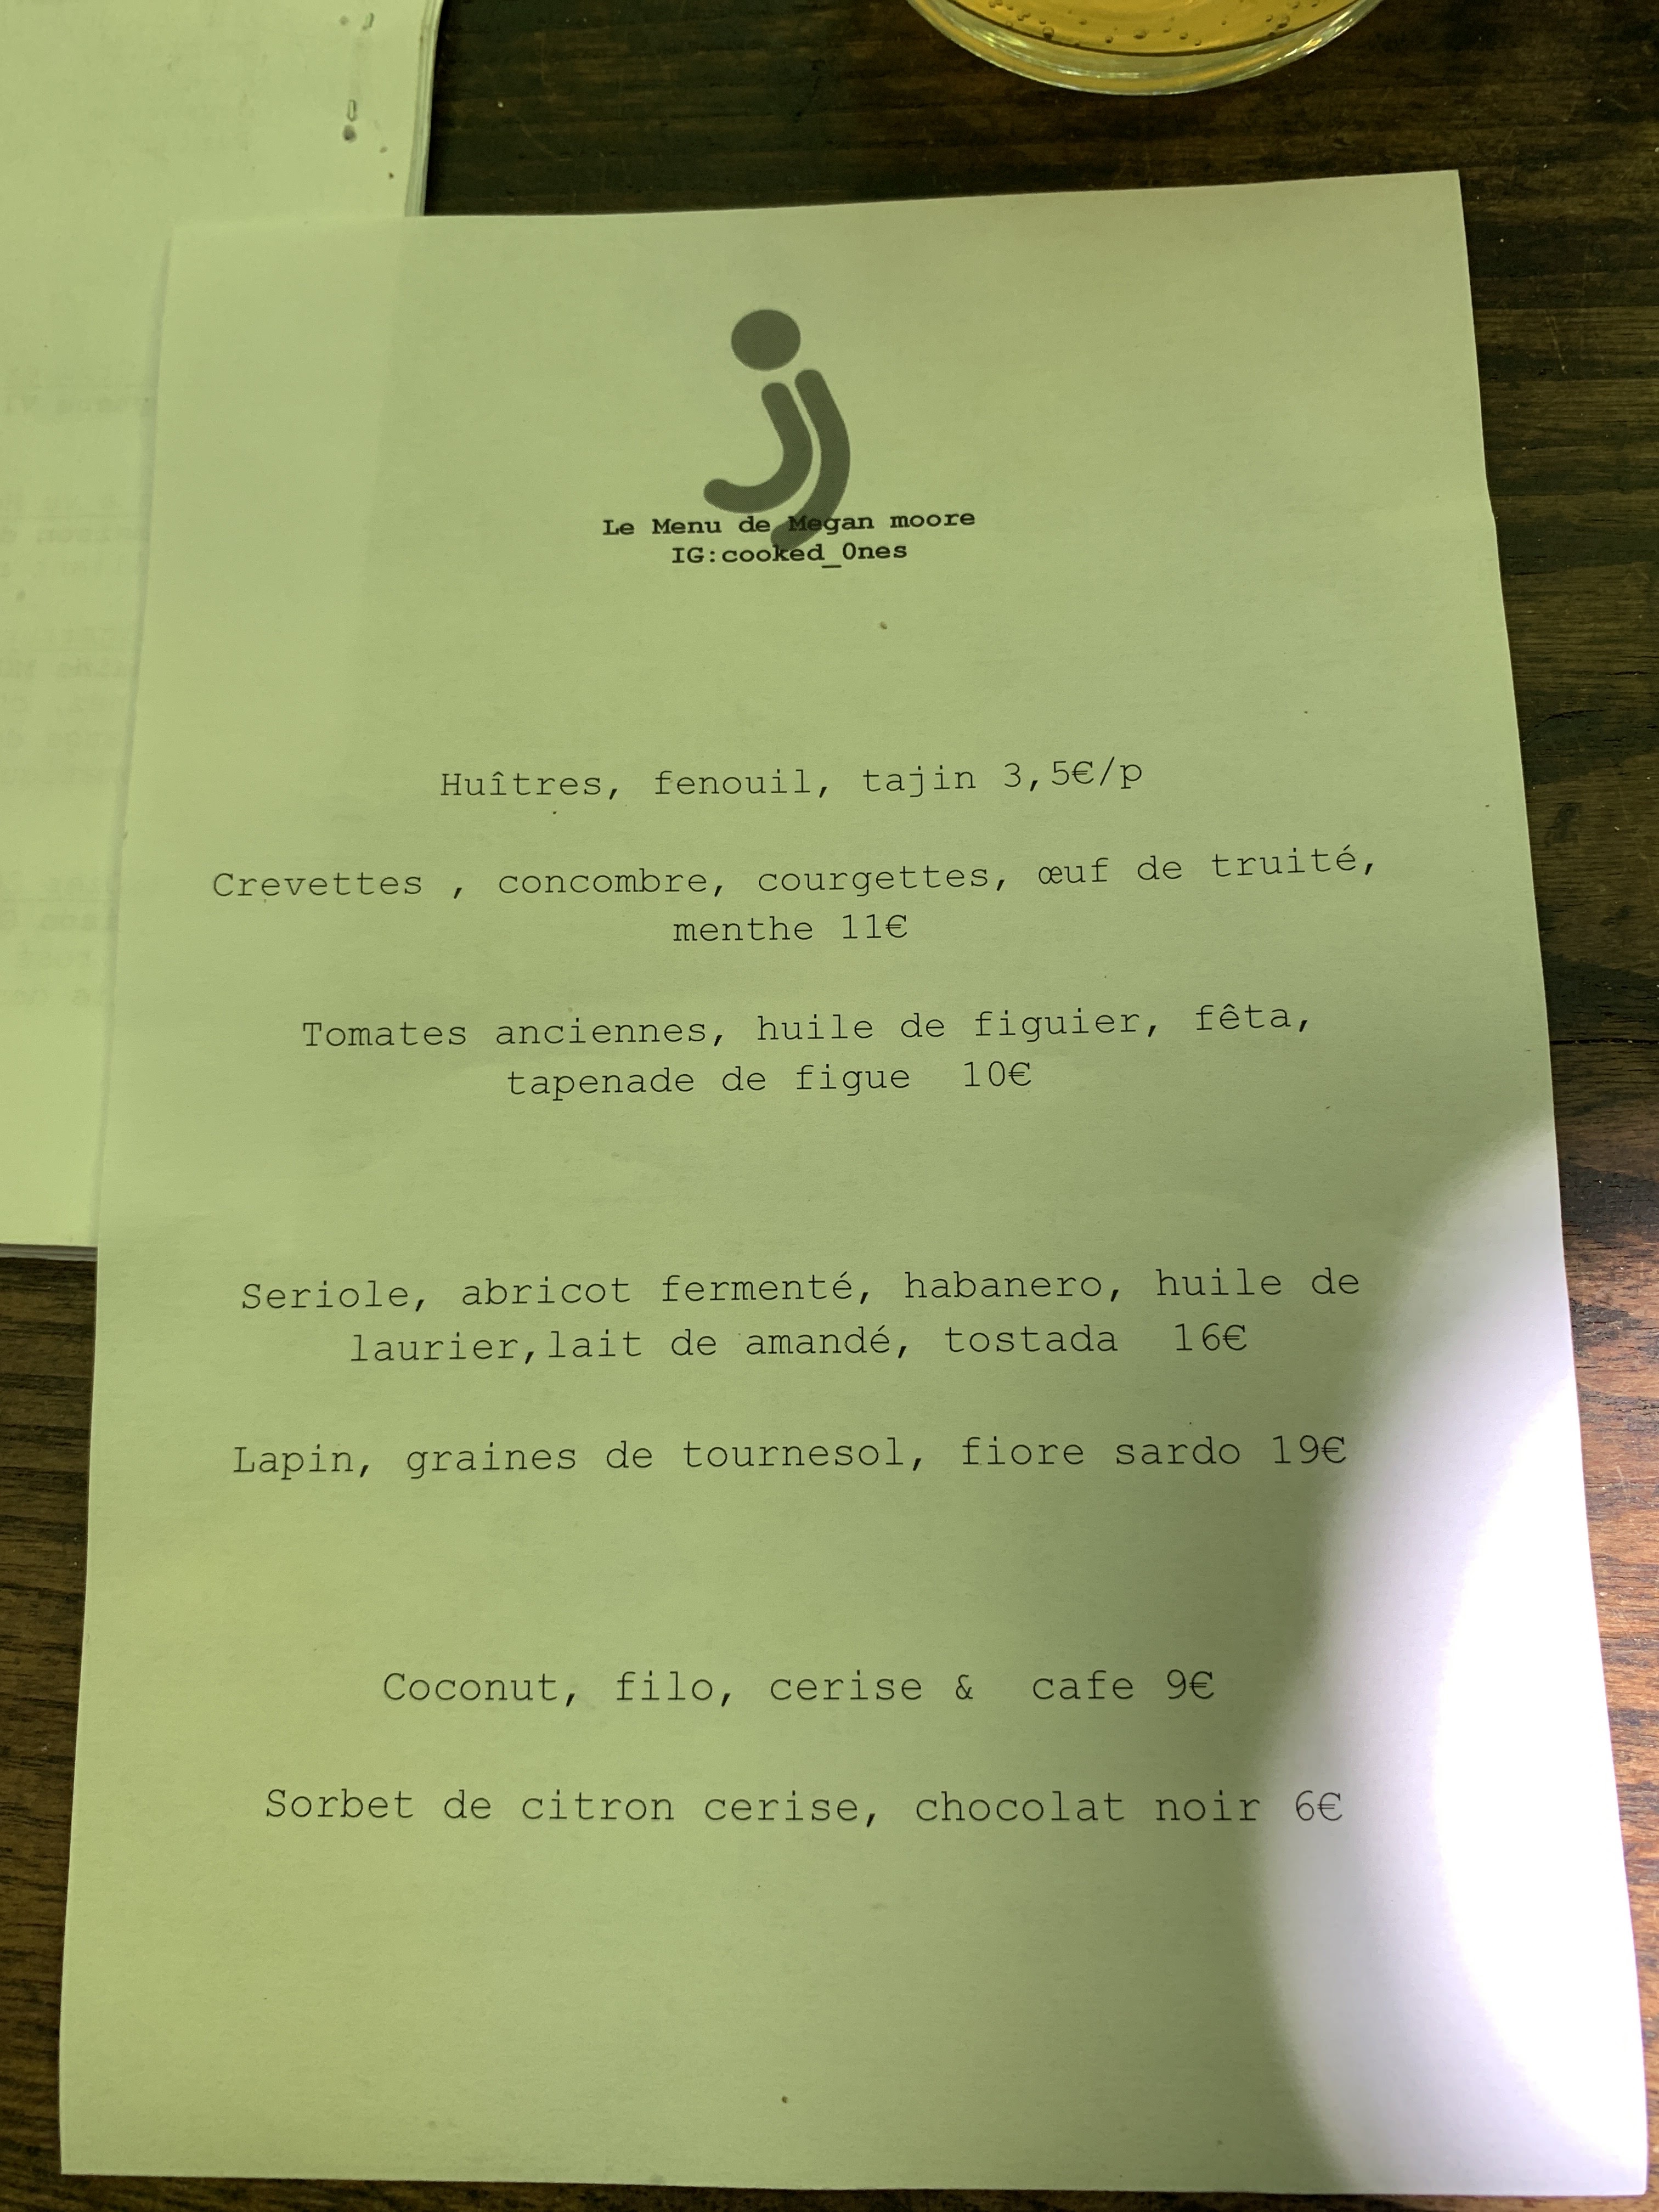 Le Menu de Megan moore
IG:cooked_0nes
Huîtres, fenouil, tajin 3,5€/p
Crevettes , concombre, courgettes, œuf de truité,
menthe 11€
Tomates anciennes, huile de figuier, fêta,
tapenade de figue 10€
Seriole, abricot fermenté, habanero, huile de
laurier,lait de amandé, tostada 16€
Lapin, graines de tournesol, fiore sardo 19€
Coconut, filo, cerise & cafe 9€
Sorbet de citron cerise, chocolat noir 6€